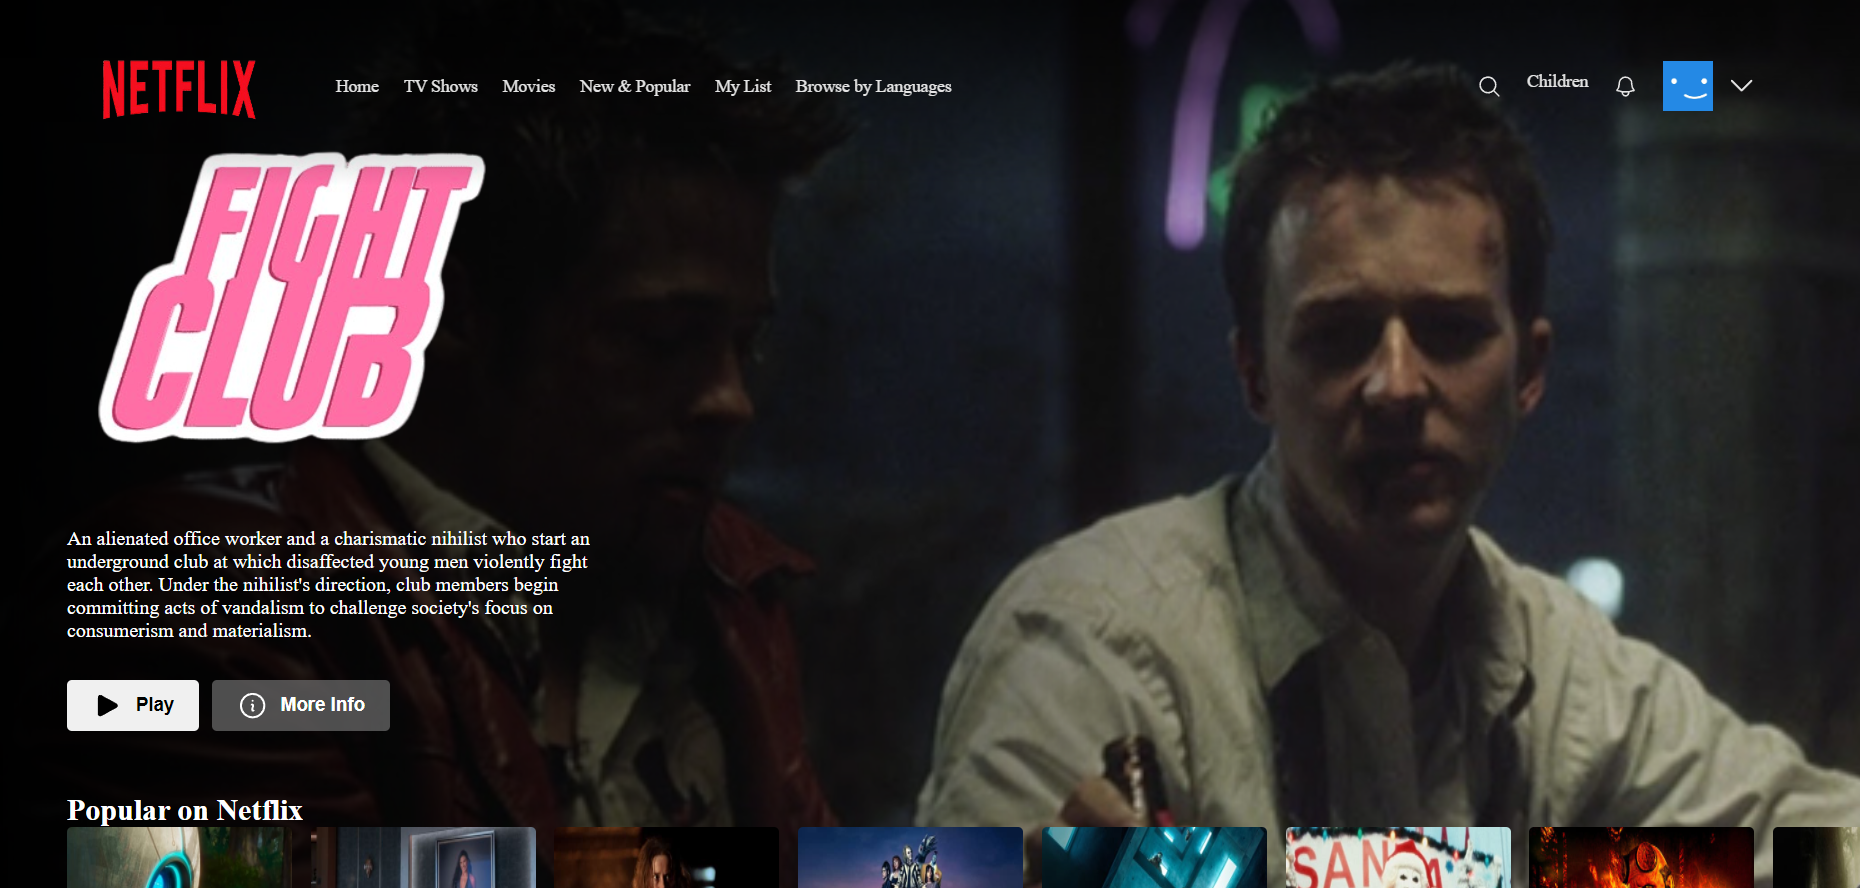 NETFLIX
Home TV Shows Movies New & Popular My List Browse by Languages
Children
FIGHT
CLUB
An alienated office worker and a charismatic nihilist who start an
underground club at which disaffected young men violently fight
each other. Under the nihilist's direction, club members begin
committing acts of vandalism to challenge society's focus on
consumerism and materialism.
Play
More Info
Popular on Netflix